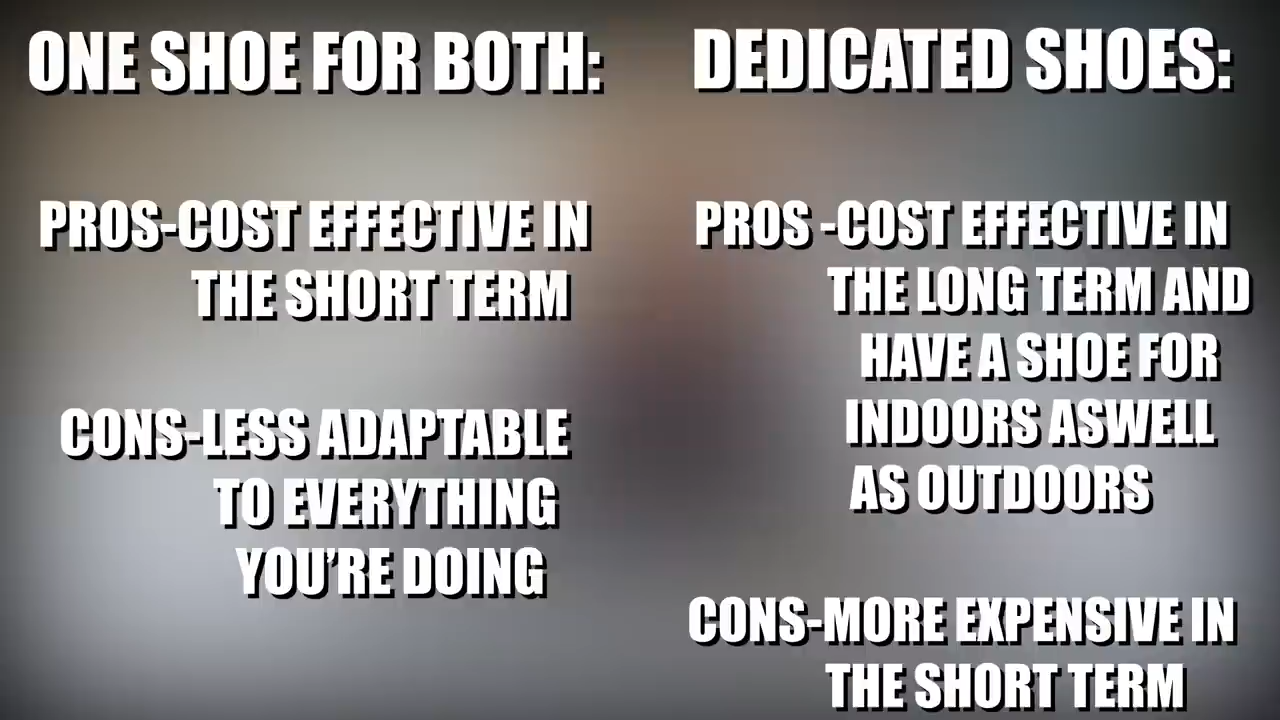 ONE SHOE FOR BOTH:
PROS-COST EFFECTIVE IN
THE SHORT TERM
CONS-LESS ADAPTABLE
TO EVERYTHING
YOU'RE DOING
DEDICATED SHOES:
PROS -COST EFFECTIVE IN
THE LONG TERM AND
HAVE A SHOE FOR
INDOORS ASWELL
AS OUTDOORS
CONS-MORE EXPENSIVE IN
THE SHORT TERM